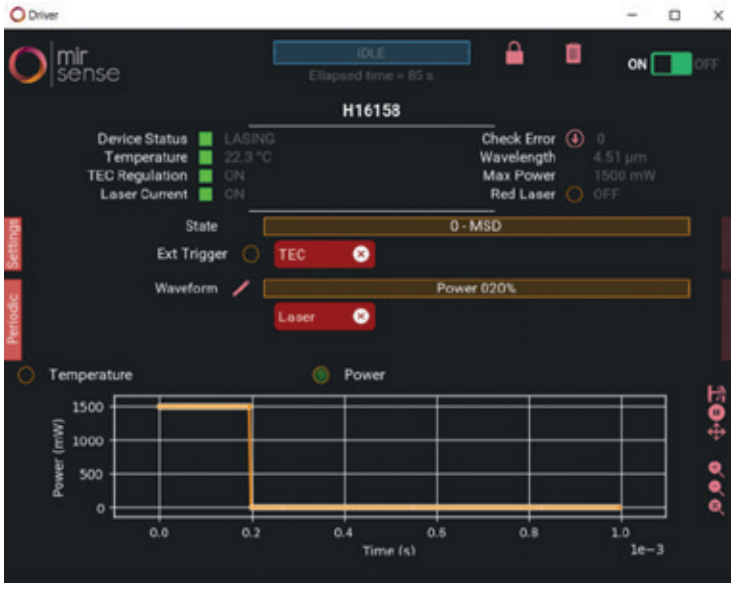 Driver
mir
sense
IDLE
Ellapsed time = 85 s
ON OFF
H16158
Device Status LASING
Temperature 22.3 °C
TEC Regulation ON
Laser Current ON
Check Error 0
Wavelength 4.51 µm
Max Power 1500 mW
Red Laser OFF
Settings
Periodic
State 0 - MSD
Ext Trigger TEC
Waveform Power 020%
Laser
Temperature Power
Power (mW)
1500
1000
500
0
0.0 0.2 0.4 0.6 0.8 1.0
Time (s) 1e-3